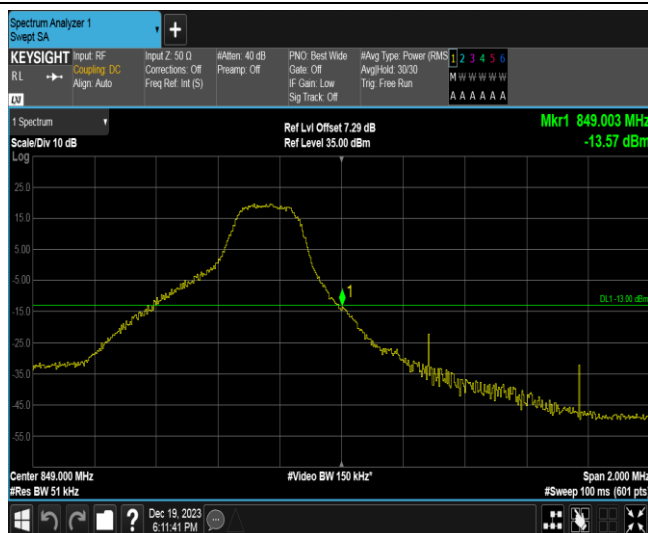 Spectrum Analyzer 1
Swept SA
+
KEYSIGHT
RL
LXI
Input: RF
Coupling: DC
Align: Auto
Input Z: 50 Ω
Corrections: Off
Freq Ref: Int (S)
#Atten: 40 dB
Preamp: Off
PNO: Best Wide
Gate: Off
IF Gain: Low
Sig Track: Off
#Avg Type: Power (RMS
Avg|Hold: 30/30
Trig: Free Run
1 2 3 4 5 6
M W W W W W
A A A A A A
1 Spectrum
Scale/Div 10 dB
Ref Lvl Offset 7.29 dB
Ref Level 35.00 dBm
Mkr1 849.003 MHz
-13.57 dBm
Log
25.0
15.0
5.00
-5.00
-15.0
-25.0
-35.0
-45.0
-55.0
1
DL1 -13.00 dBm
Center 849.000 MHz
#Res BW 51 kHz
#Video BW 150 kHz*
Span 2.000 MHz
#Sweep 100 ms (601 pts)
?
Dec 19, 2023
6:11:41 PM